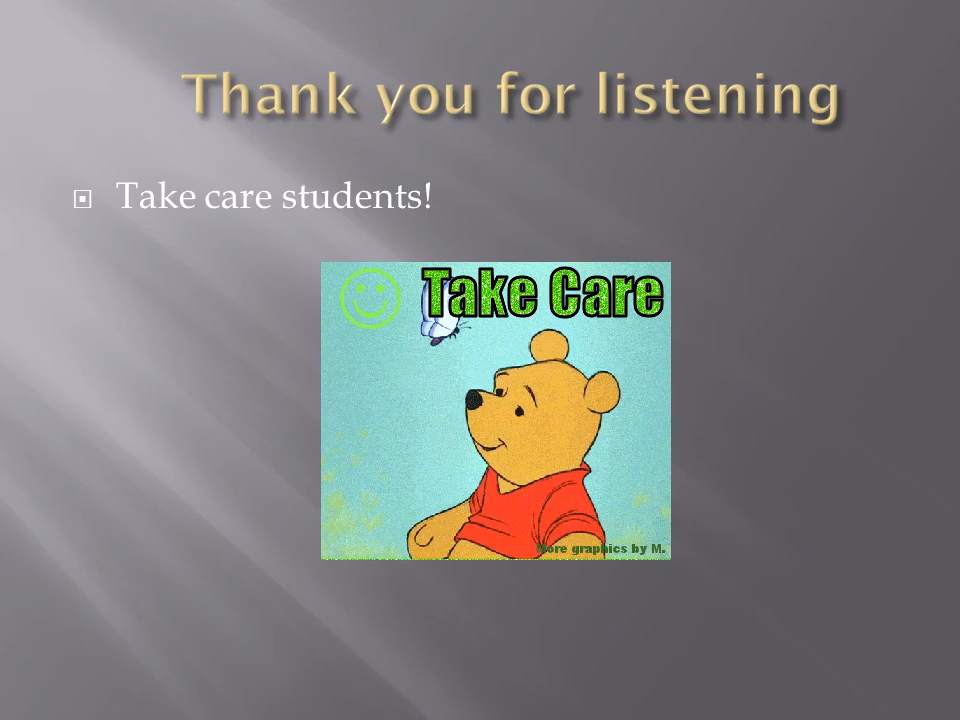 Thank you for listening
Take care students!
Take Care
More graphics by M.